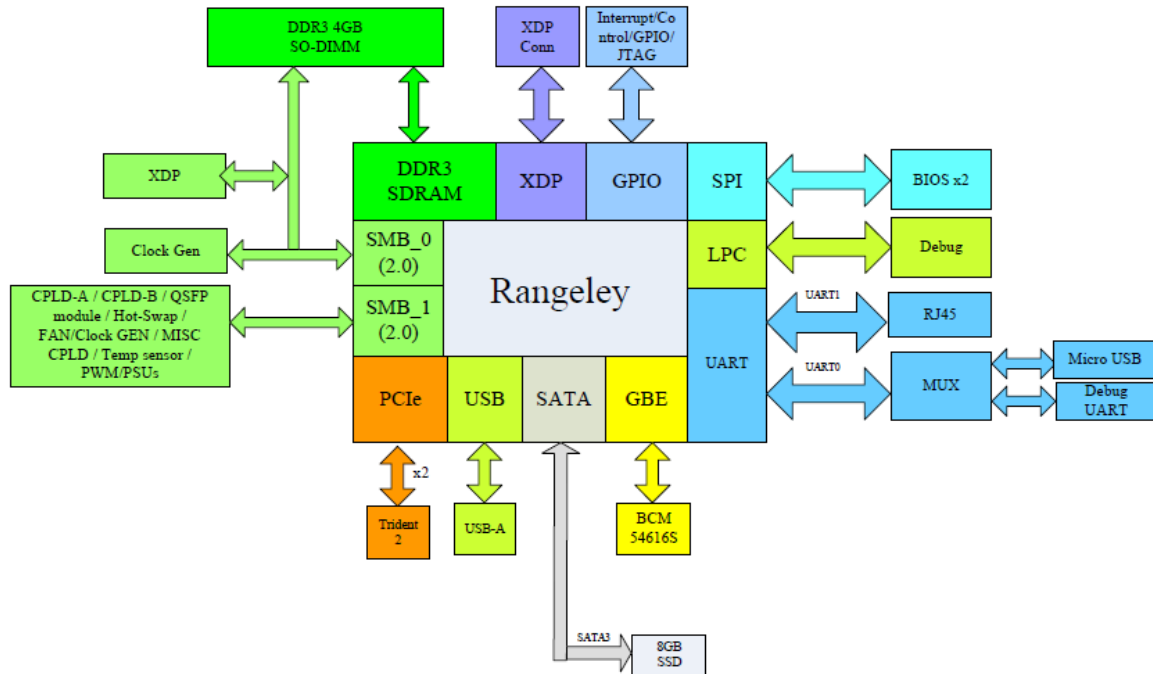 DDR3 4GB
SO-DIMM
XDP
Conn
Interrupt/Co
ntrol/GPIO/
JTAG
XDP
Clock Gen
CPLD-A / CPLD-B / QSFP
module / Hot-Swap /
FAN/Clock GEN / MISC
CPLD / Temp sensor /
PWM/PSUs
DDR3
SDRAM
XDP
GPIO
SPI
SMB_0
(2.0)
SMB_1
(2.0)
Rangeley
LPC
UART
PCIe
USB
SATA
GBE
BIOS x2
Debug
UART1
RJ45
UART0
MUX
Micro USB
Debug
UART
x2
Trident
2
USB-A
BCM
54616S
SATA3
8GB
SSD